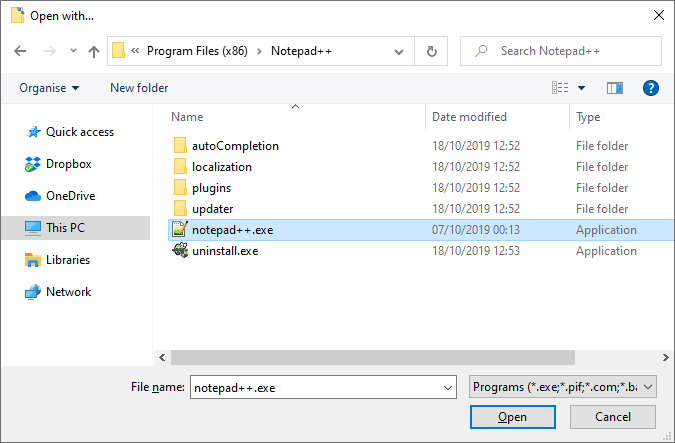 Open with...
« Program Files (x86) › Notepad++
Search Notepad++
Organise New folder
Name Date modified Type
Quick access
Dropbox
OneDrive
This PC
Libraries
Network
autoCompletion 18/10/2019 12:52 File folder
localization 18/10/2019 12:52 File folder
plugins 18/10/2019 12:52 File folder
updater 18/10/2019 12:52 File folder
notepad++.exe 07/10/2019 00:13 Application
uninstall.exe 18/10/2019 12:53 Application
File name: notepad++.exe Programs (*.exe;*.pif;*.com;*.ba
Open Cancel